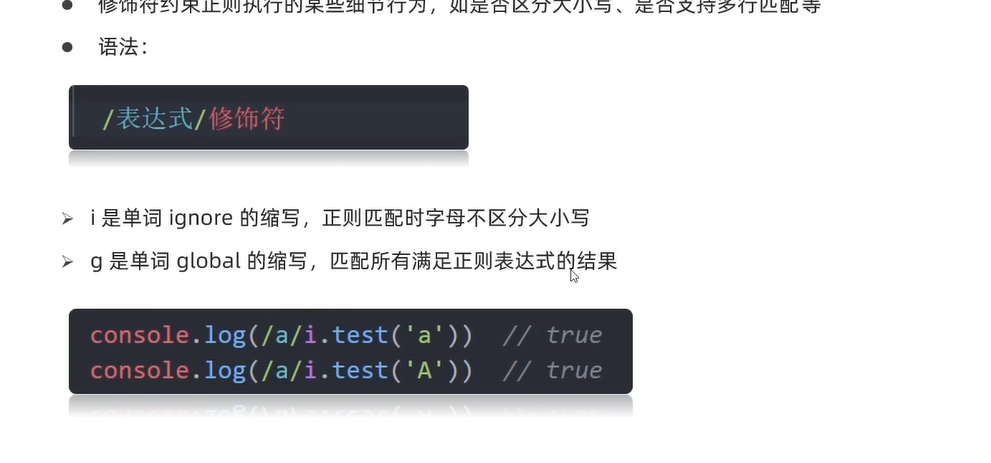 修饰符约束正则执行的某些细节行为，如是否区分大小写、是否支持多行匹配等
语法：
/表达式/修饰符
i 是单词 ignore 的缩写，正则匹配时字母不区分大小写
g 是单词 global 的缩写，匹配所有满足正则表达式的结果
console.log(/a/i.test('a'))  // true
console.log(/a/i.test('A'))  // true